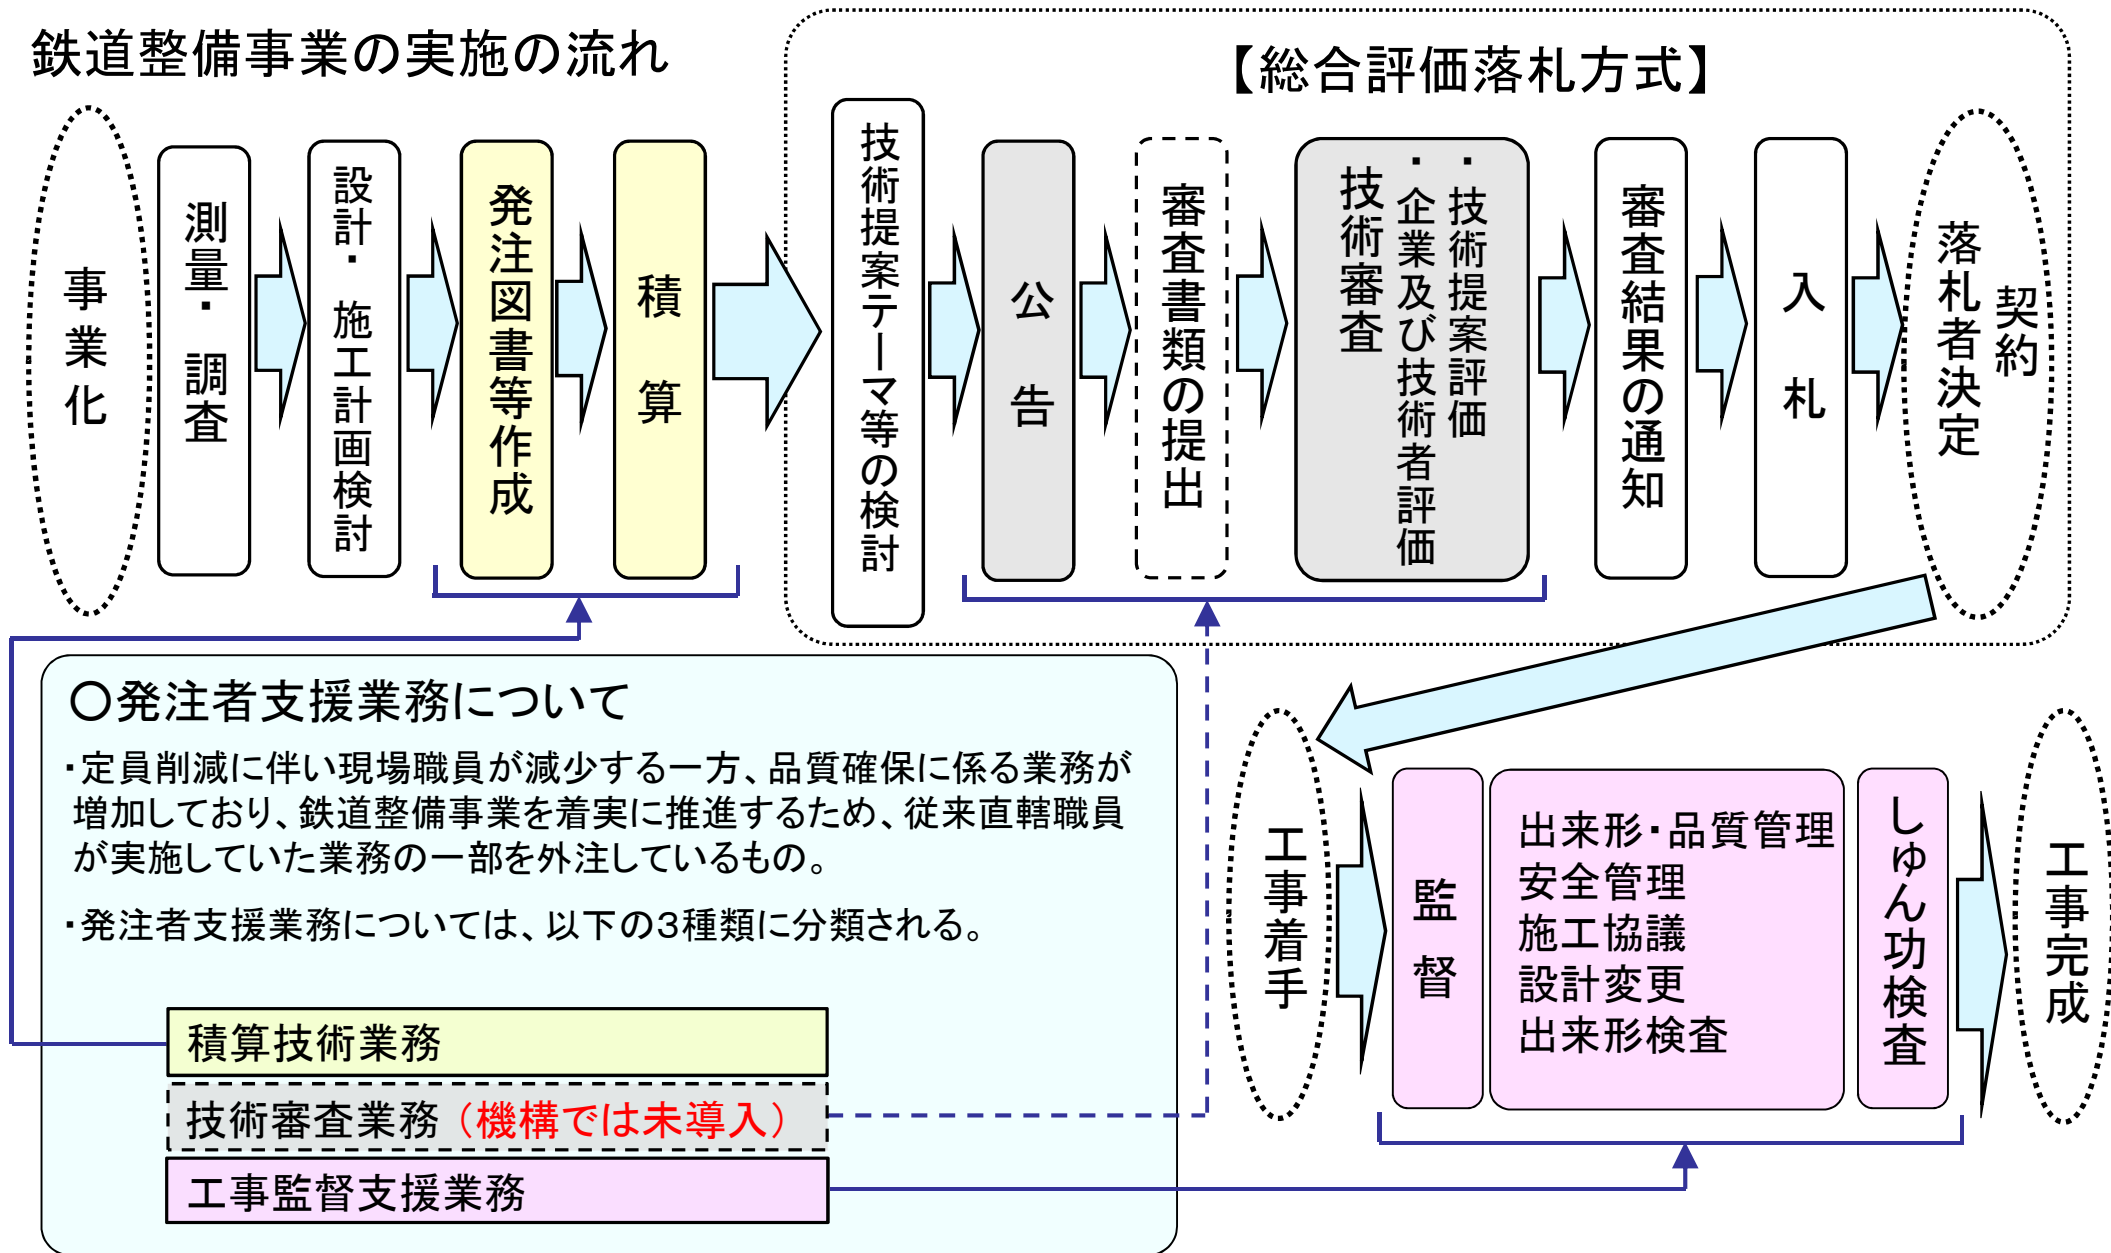 鉄道整備事業の実施の流れ
【総合評価落札方式】
事業化
測量・調査
設計・施工計画検討
発注図書等作成
積算
技術提案テーマ等の検討
公告
審査書類の提出
・技術提案評価
・企業及び技術者評価
技術審査
審査結果の通知
入札
契約
落札者決定
〇発注者支援業務について
・定員削減に伴い現場職員が減少する一方、品質確保に係る業務が
増加しており、鉄道整備事業を着実に推進するため、従来直轄職員
が実施していた業務の一部を外注しているもの。
・発注者支援業務については、以下の3種類に分類される。
積算技術業務
技術審査業務（機構では未導入）
工事監督支援業務
工事着手
監督
出来形・品質管理
安全管理
施工協議
設計変更
出来形検査
しゅん功検査
工事完成